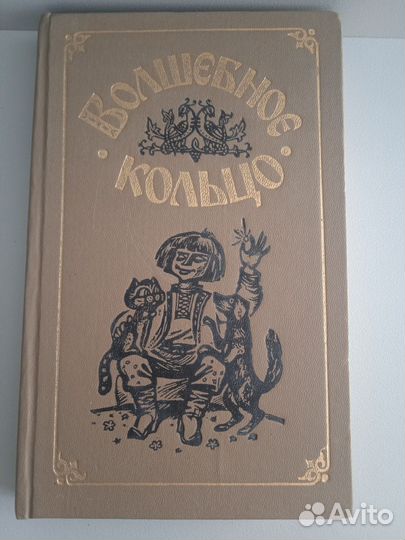 Волшебное
• кольцо •
Avito